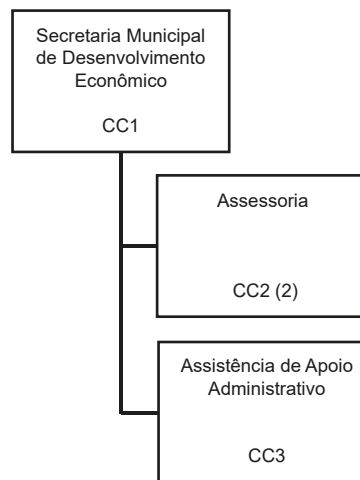 Secretaria Municipal
de Desenvolvimento
Econômico
CC1
Assessoria
CC2 (2)
Assistência de Apoio
Administrativo
CC3